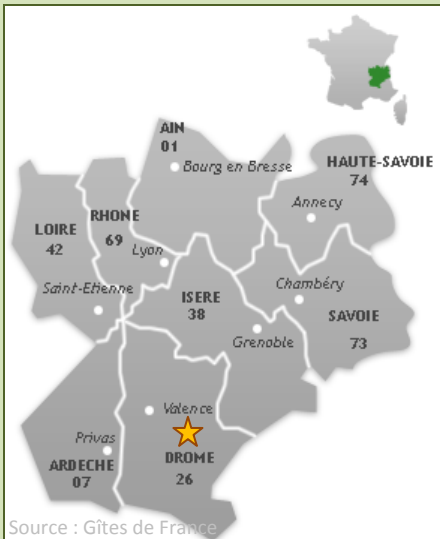 AIN
01
Bourg en Bresse
HAUTE-SAVOIE
74
Annecy
LOIRE
42
RHONE
69
Lyon
Saint-Etienne
ISERE
38
Chambéry
SAVOIE
73
Grenoble
Valence
Privas
ARDECHE
07
DROME
26
Source : Gîtes de France